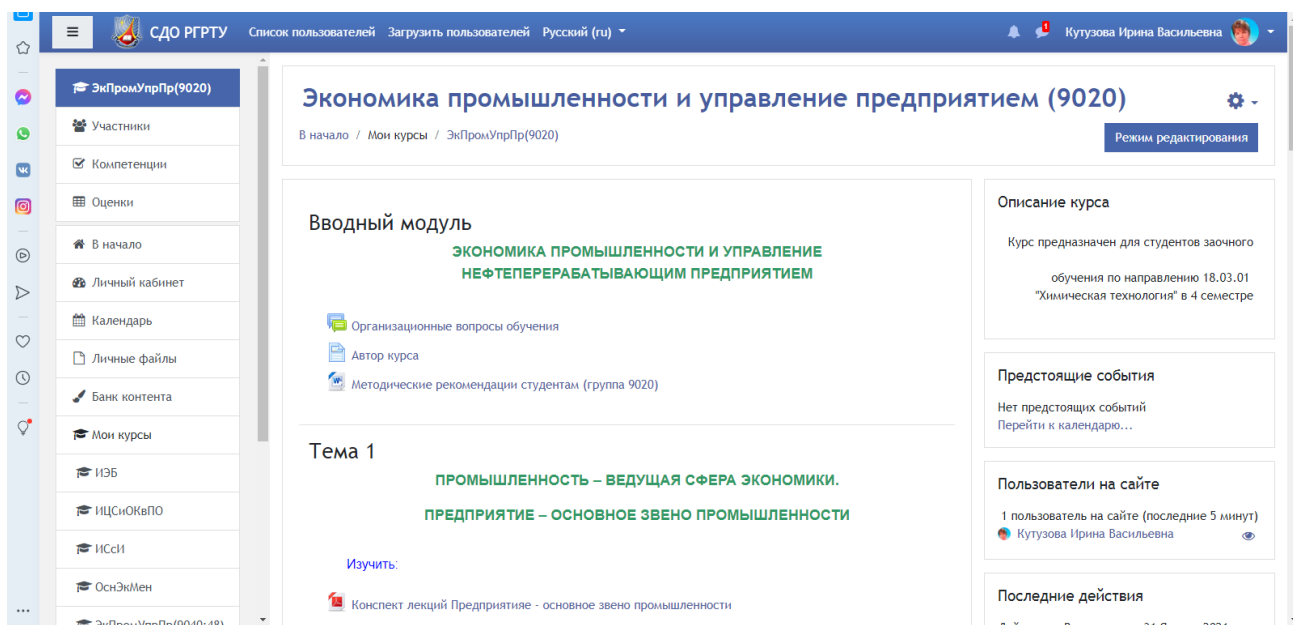 СДО РГРТУ Список пользователей Загрузить пользователей Русский (ru) 1 Кутузова Ирина Васильевна
ЭкПромУпрПр(9020)
Участники
Компетенции
Оценки
В начало
Личный кабинет
Календарь
Личные файлы
Банк контента
Мои курсы
ИЭБ
ИЦСиОКвПО
ИСсИ
ОснЭкМен
ЭкПромУпрПр(9040;48)
Экономика промышленности и управление предприятием (9020)
В начало / Мои курсы / ЭкПромУпрПр(9020)
Режим редактирования
Вводный модуль
ЭКОНОМИКА ПРОМЫШЛЕННОСТИ И УПРАВЛЕНИЕ
НЕФТЕПЕРЕРАБАТЫВАЮЩИМ ПРЕДПРИЯТИЕМ
Организационные вопросы обучения
Автор курса
Методические рекомендации студентам (группа 9020)
Тема 1
ПРОМЫШЛЕННОСТЬ – ВЕДУЩАЯ СФЕРА ЭКОНОМИКИ.
ПРЕДПРИЯТИЕ – ОСНОВНОЕ ЗВЕНО ПРОМЫШЛЕННОСТИ
Изучить:
Конспект лекций Предприятияе - основное звено промышленности
Описание курса
Курс предназначен для студентов заочного
обучения по направлению 18.03.01
"Химическая технология" в 4 семестре
Предстоящие события
Нет предстоящих событий
Перейти к календарю...
Пользователи на сайте
1 пользователь на сайте (последние 5 минут)
Кутузова Ирина Васильевна
Последние действия